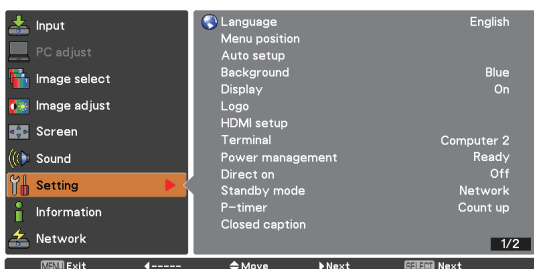 Input
PC adjust
Image select
Image adjust
Screen
Sound
Setting
Information
Network
Language English
Menu position
Auto setup
Background Blue
Display On
Logo
HDMI setup
Terminal Computer 2
Power management Ready
Direct on Off
Standby mode Network
P-timer Count up
Closed caption
1/2
MENU Exit ----- Move Next SELECT Next